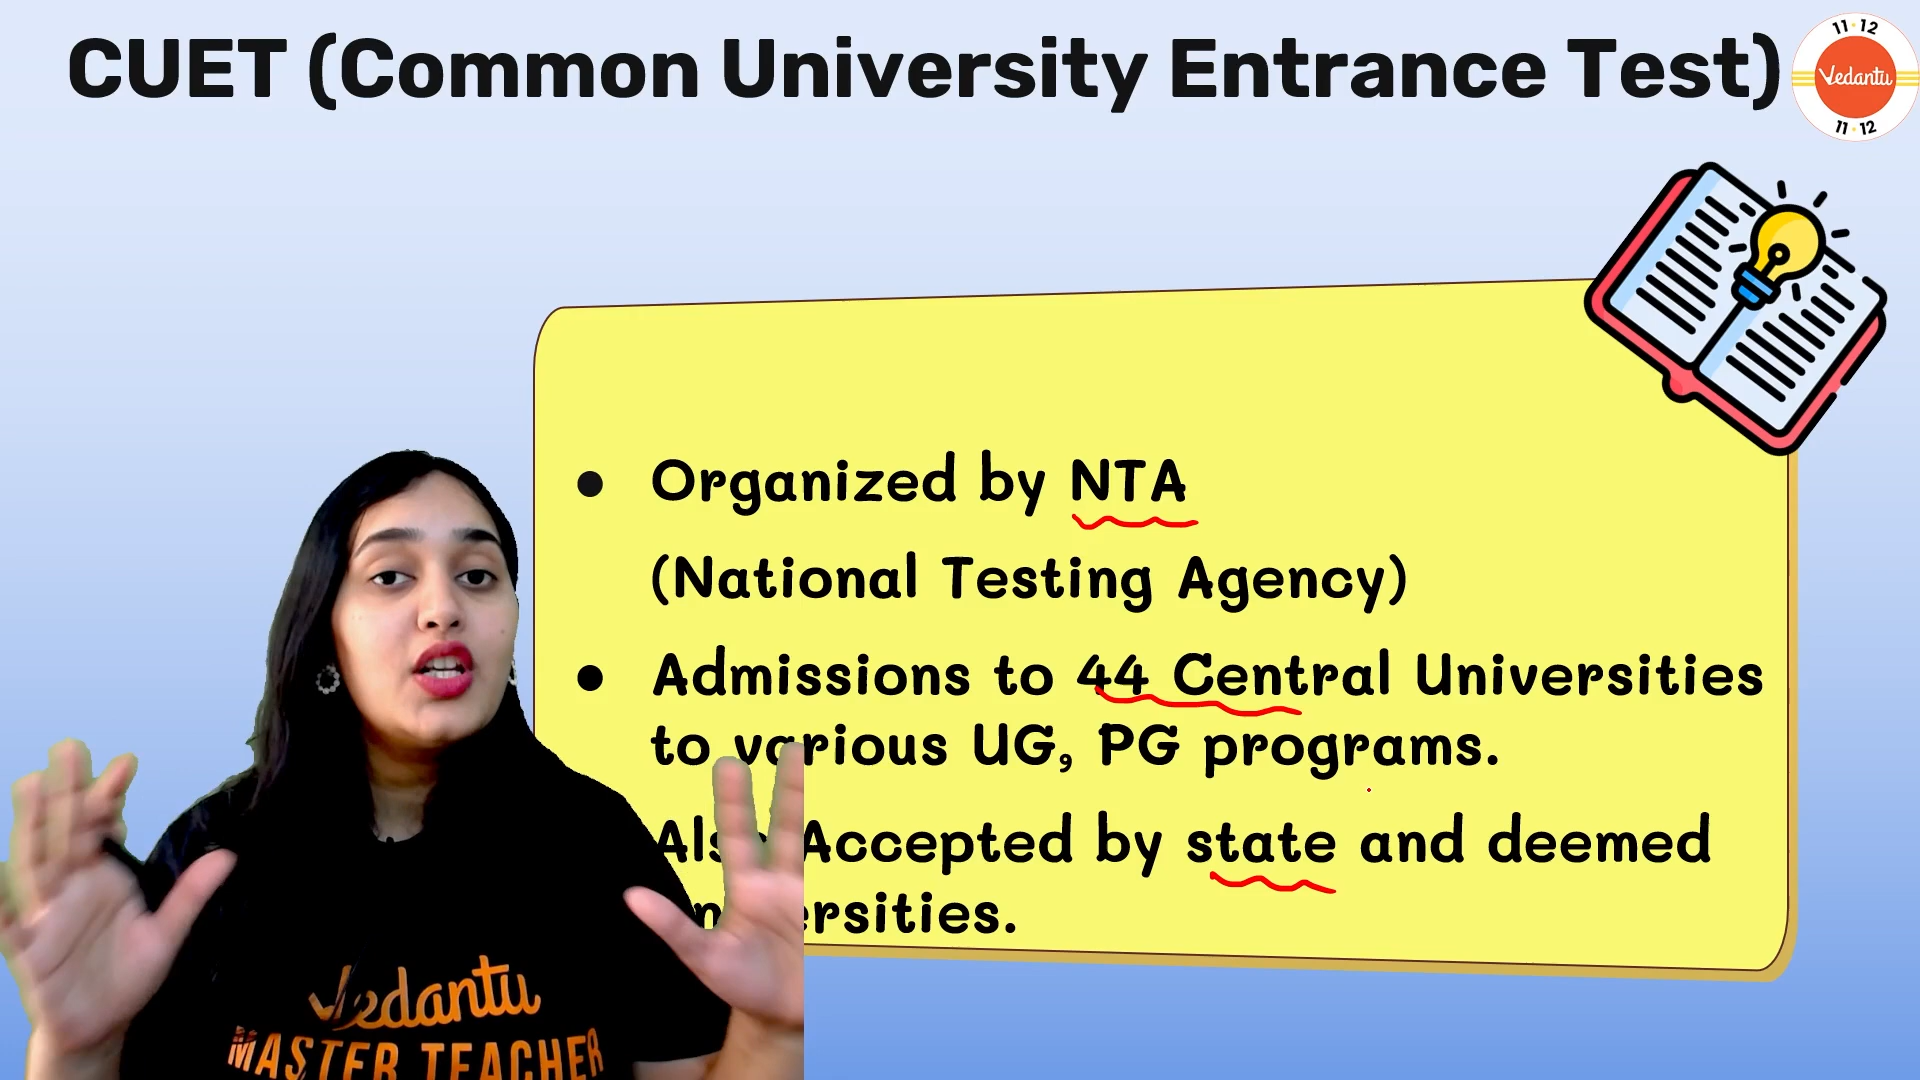 CUET (Common University Entrance Test)
11 12
Vedantu
11 12
• Organized by NTA
(National Testing Agency)
• Admissions to 44 Central Universities
to various UG, PG programs.
Accepted by state and deemed
Vedantu
MASTER TEACHER